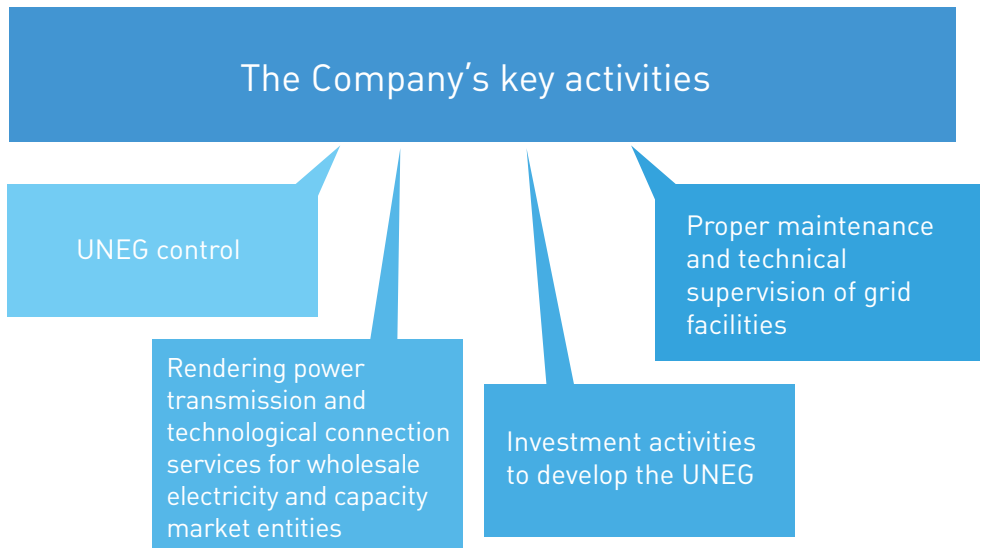 The Company's key activities
UNEG control
Rendering power
transmission and
technological connection
services for wholesale
electricity and capacity
market entities
Investment activities
to develop the UNEG
Proper maintenance
and technical
supervision of grid
facilities